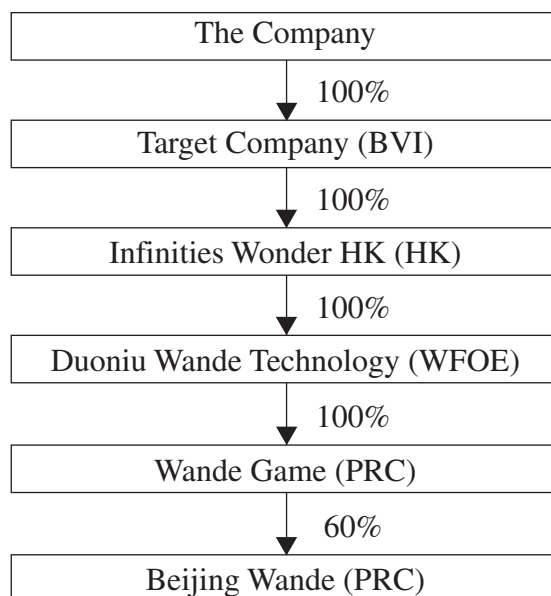 The Company
100%
Target Company (BVI)
100%
Infinities Wonder HK (HK)
100%
Duoniu Wande Technology (WFOE)
100%
Wande Game (PRC)
60%
Beijing Wande (PRC)